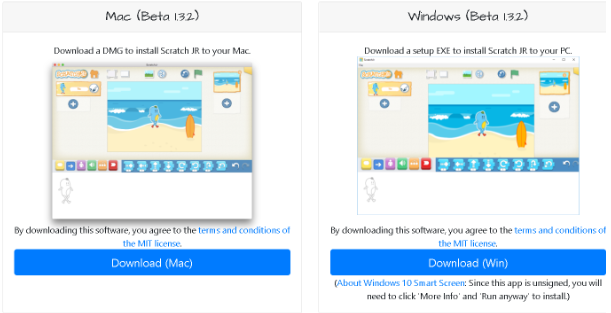 Mac (Beta 1.3.2)
Download a DMG to install Scratch JR to your Mac.
By downloading this software, you agree to the terms and conditions of
the MIT license.
Download (Mac)
Windows (Beta 1.3.2)
Download a setup EXE to install Scratch JR to your PC.
By downloading this software, you agree to the terms and conditions of
the MIT license.
Download (Win)
(About Windows 10 Smart Screen: Since this app is unsigned, you will
need to click 'More Info' and 'Run anyway' to install.)